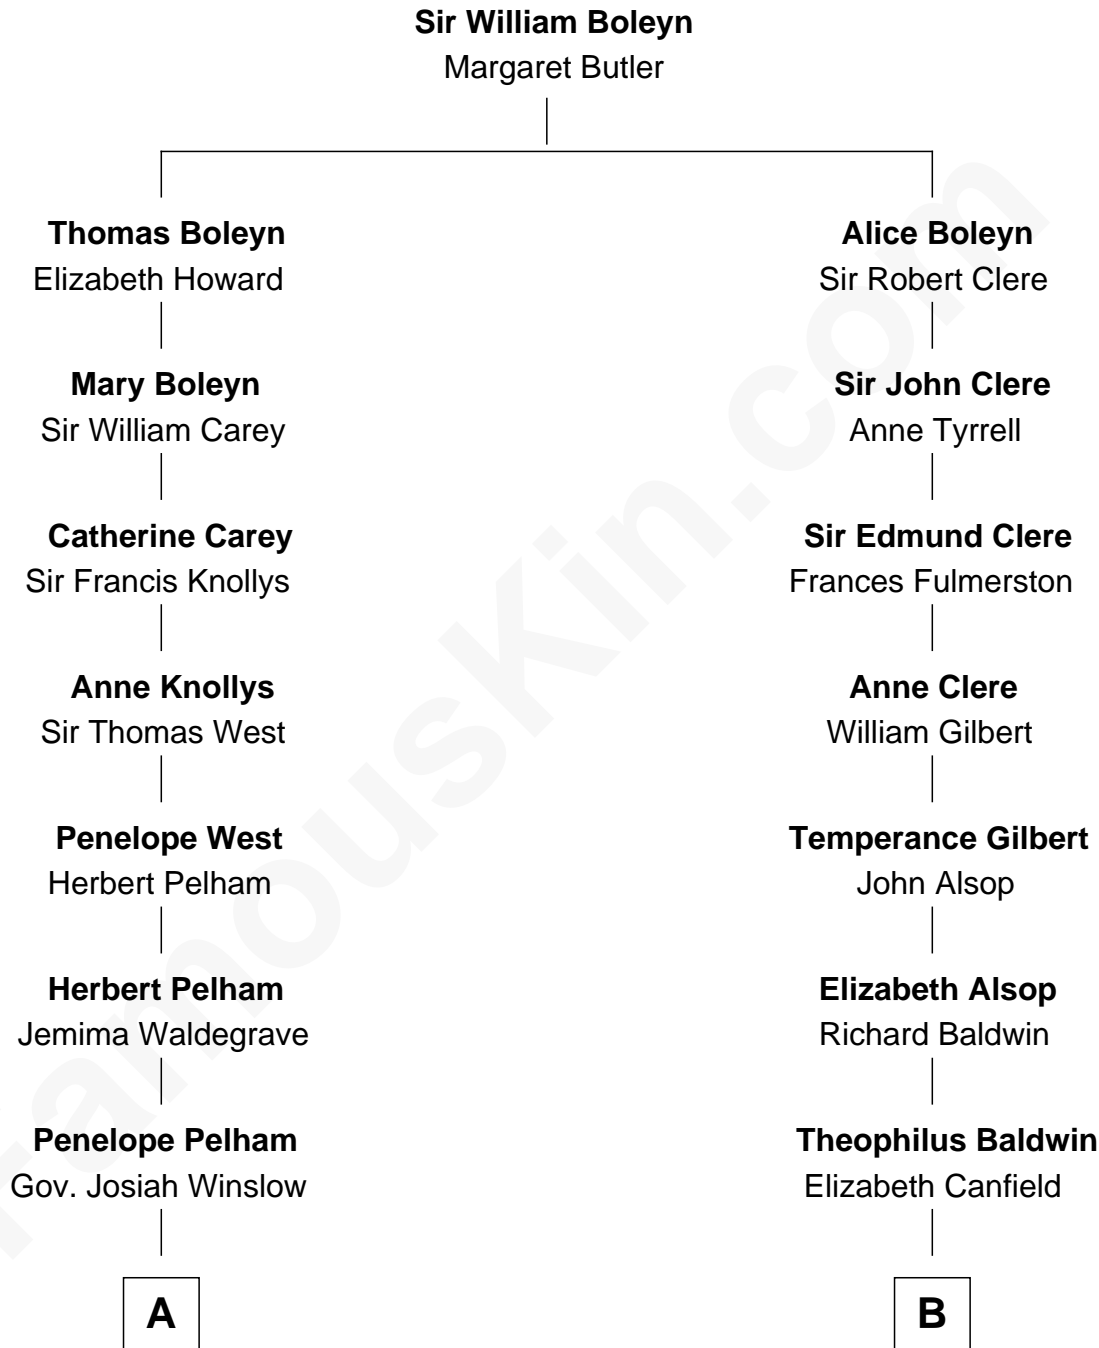 Sir William Boleyn
Margaret Butler
Thomas Boleyn
Elizabeth Howard
Alice Boleyn
Sir Robert Clere
Mary Boleyn
Sir William Carey
Sir John Clere
Anne Tyrrell
Catherine Carey
Sir Francis Knollys
Sir Edmund Clere
Frances Fulmerston
Anne Knollys
Sir Thomas West
Anne Clere
William Gilbert
Penelope West
Herbert Pelham
Temperance Gilbert
John Alsop
Herbert Pelham
Jemima Waldegrave
Elizabeth Alsop
Richard Baldwin
Penelope Pelham
Gov. Josiah Winslow
Theophilus Baldwin
Elizabeth Canfield
A
B
FamousKin.com